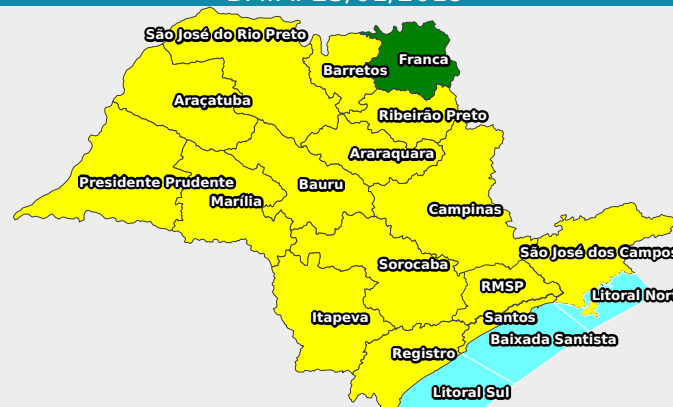 São José do Rio Preto
Franca
Barretos
Araçatuba
Ribeirão Preto
Araraquara
Presidente Prudente
Bauru
Marília
Campinas
São José dos Campos
Sorocaba
RMSP
Litoral Nor
Itapeva
Santos
Baixada Santista
Registro
Litoral Sul